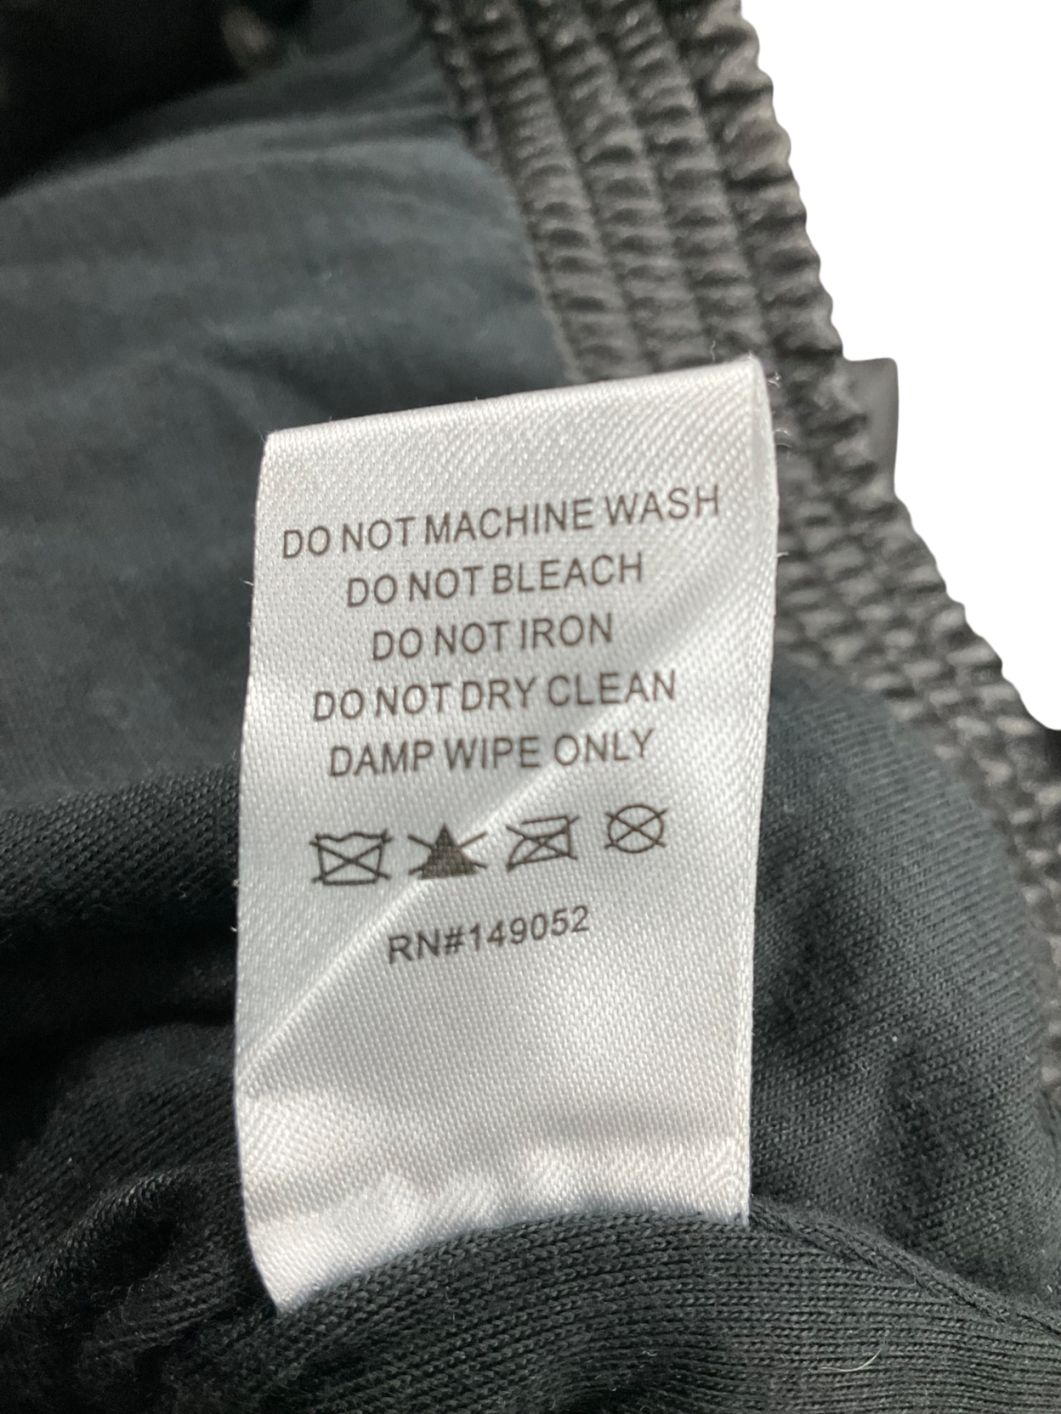 DO NOT MACHINE WASH
DO NOT BLEACH
DO NOT IRON
DO NOT DRY CLEAN
DAMP WIPE ONLY
RN#149052